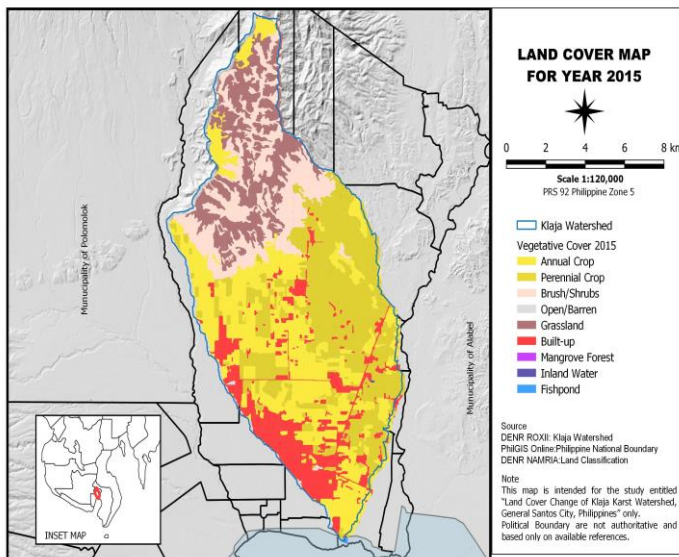 LAND COVER MAP
FOR YEAR 2015
0 2 4 6 8 km
Scale 1:120,000
PRS 92 Philippine Zone 5
Klaja Watershed
Vegetative Cover 2015
Annual Crop
Perennial Crop
Brush/Shrubs
Open/Barren
Grassland
Built-up
Mangrove Forest
Inland Water
Fishpond
Source
DENR ROXII: Klaja Watershed
PhilGIS Online:Philippine National Boundary
DENR NAMRIA:Land Classification
Note
This map is intended for the study entitled
"Land Cover Change of Klaja Karst Watershed,
General Santos City, Philippines" only.
Political Boundary are not authoritative and
based only on available references.
Munucipality of Polomolok
Municipality of Alabel
INSET MAP